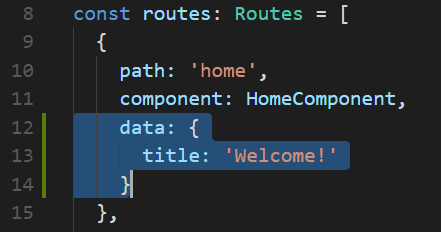 8 const routes: Routes = [
9 {
10 path: 'home',
11 component: HomeComponent,
12 data: {
13 title: 'Welcome!'
14 }
15 },